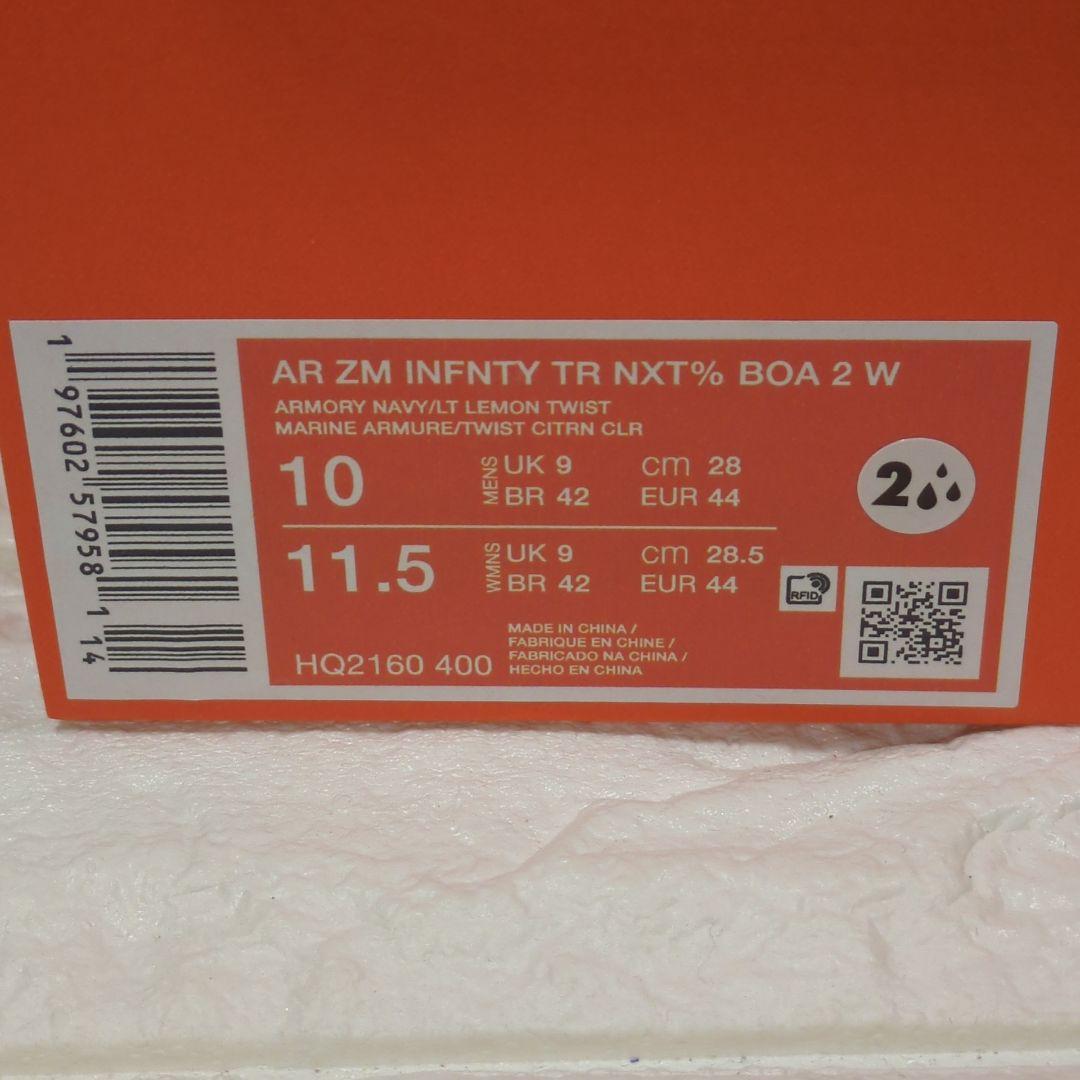 AR ZM INFNTY TR NXT% BOA 2 W
ARMORY NAVY/LT LEMON TWIST
MARINE ARMURE/TWIST CITRN CLR
10
MENS
UK 9 cm 28
BR 42 EUR 44
11.5
WMNS
UK 9 cm 28.5
BR 42 EUR 44
HQ2160 400
MADE IN CHINA /
FABRIQUE EN CHINE /
FABRICADO NA CHINA /
HECHO EN CHINA
2
RFID
1 97602 57958 1 14